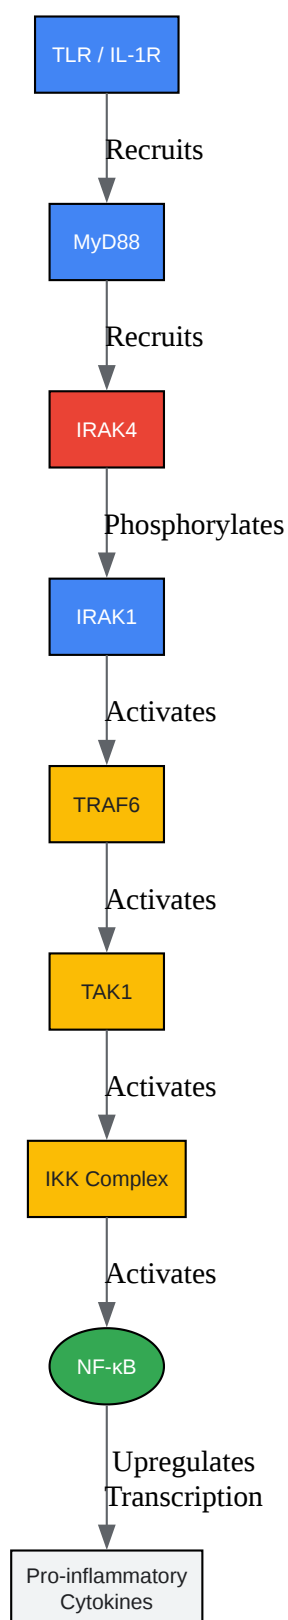 TLR / IL-1R
Recruits
MyD88
Recruits
IRAK4
Phosphorylates
IRAK1
Activates
TRAF6
Activates
TAK1
Activates
IKK Complex
Activates
NF-κB
Upregulates
Transcription
Pro-inflammatory
Cytokines